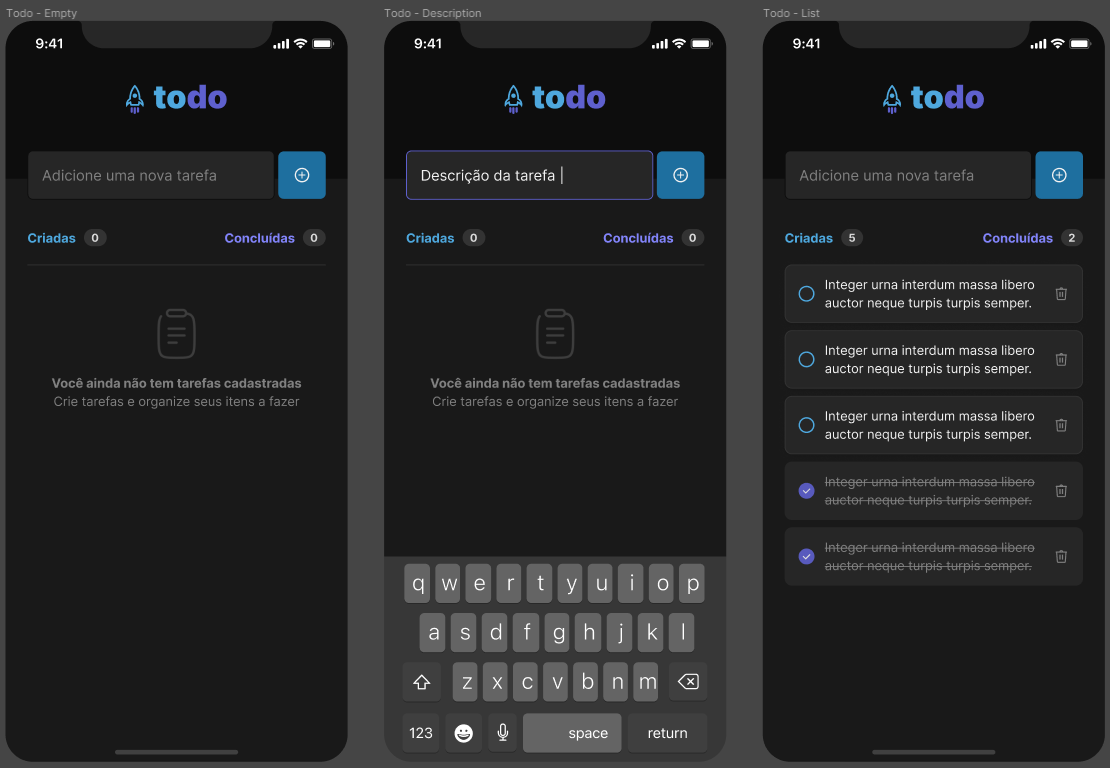 Todo - Empty
9:41
todo
Adicione uma nova tarefa
Criadas 0
Concluídas 0
Você ainda não tem tarefas cadastradas
Crie tarefas e organize seus itens a fazer
Todo - Description
9:41
todo
Descrição da tarefa
Criadas 0
Concluídas 0
Você ainda não tem tarefas cadastradas
Crie tarefas e organize seus itens a fazer
q w e r t y u i o p
a s d f g h j k l
z x c v b n m
123 space return
Todo - List
9:41
todo
Adicione uma nova tarefa
Criadas 5
Concluídas 2
Integer urna interdum massa libero
auctor neque turpis turpis semper.
Integer urna interdum massa libero
auctor neque turpis turpis semper.
Integer urna interdum massa libero
auctor neque turpis turpis semper.
Integer urna interdum massa libero
auctor neque turpis turpis semper.
Integer urna interdum massa libero
auctor neque turpis turpis semper.